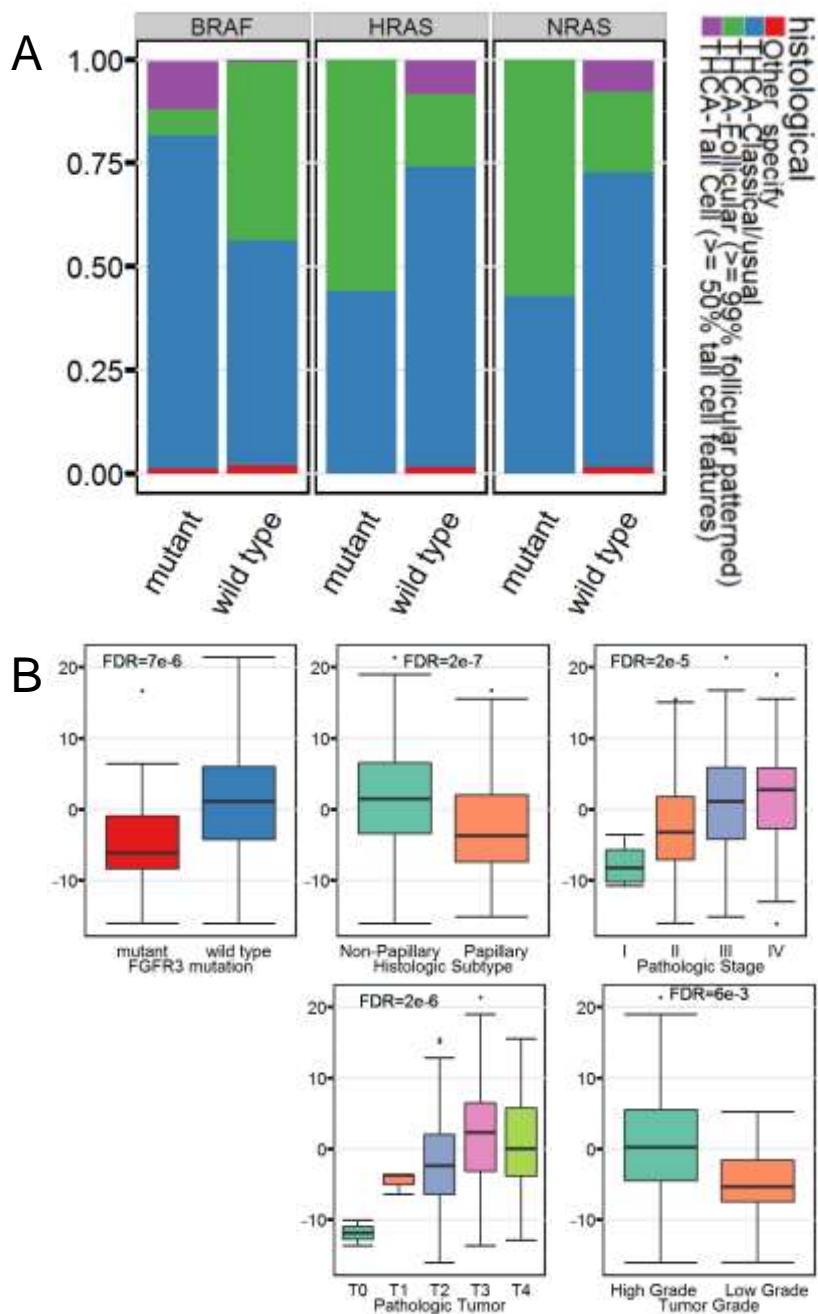 A
BRAF
HRAS
NRAS
1.00
0.75
0.50
0.25
0.00
mutant
wild type
mutant
wild type
mutant
wild type
histological
Other specify
THCA-Classical/usual
THCA-Follicular (>= 99% follicular patterned)
THCA-Tall Cell (>= 50% tall cell features)
B
FDR=7e-6
20
10
0
-10
mutant
wild type
FGFR3 mutation
FDR=2e-7
20
10
0
-10
Non-Papillary
Papillary
Histologic Subtype
FDR=2e-5
20
10
0
-10
I
II
III
IV
Pathologic Stage
FDR=2e-6
20
10
0
-10
T0
T1
T2
T3
T4
Pathologic Tumor
FDR=6e-3
20
10
0
-10
High Grade
Low Grade
Tumor Grade